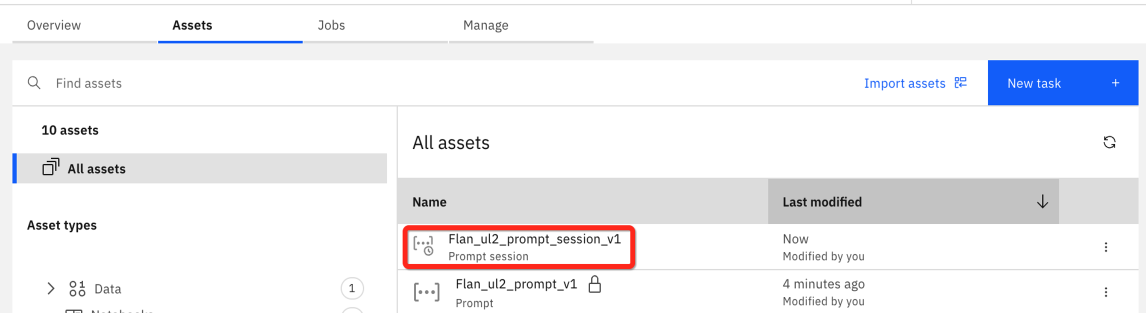 Overview Assets Jobs Manage
Find assets Import assets New task +
10 assets
All assets
Asset types
Data 1
Notebooks
All assets
Name Last modified
Flan_ul2_prompt_session_v1 Now
Prompt session Modified by you
Flan_ul2_prompt_v1 4 minutes ago
Prompt Modified by you